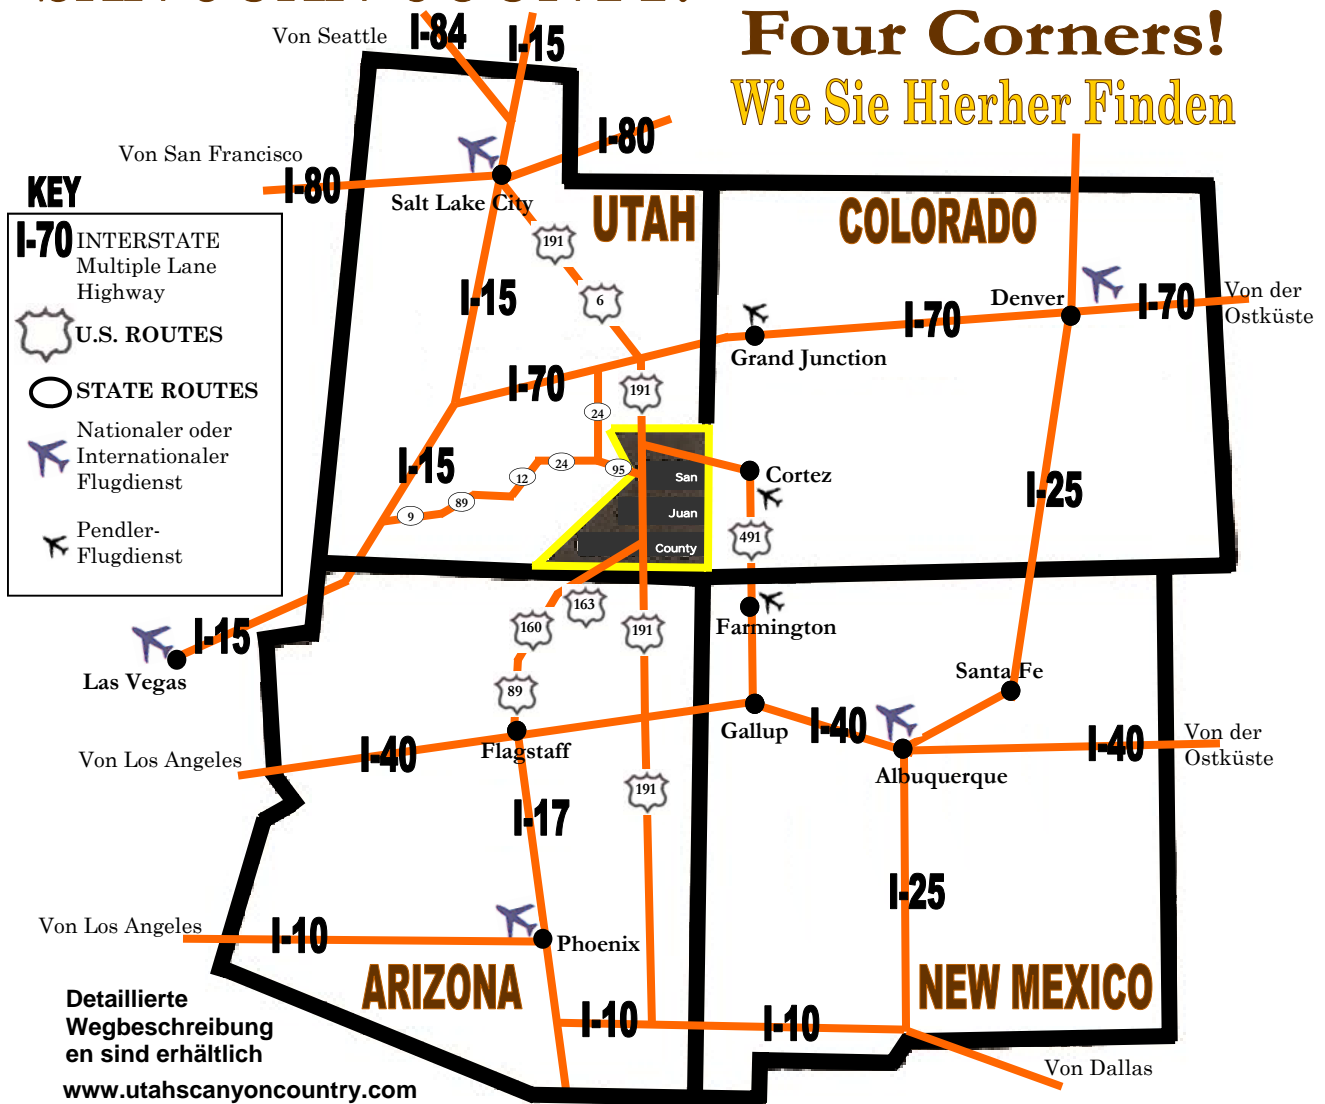 Four Corners!
Wie Sie Hierher Finden
Von Seattle
I-84
I-15
I-80
Von San Francisco
I-80
Salt Lake City
UTAH
COLORADO
KEY
I-70 INTERSTATE
Multiple Lane
Highway
U.S. ROUTES
STATE ROUTES
Nationaler oder
Internationaler
Flugdienst
Pendler-
Flugdienst
191
6
I-15
I-70
191
24
I-15
9
89
12
24
95
Grand Junction
I-70
Denver
I-70
Von der
Ostküste
San
Juan
County
Cortez
491
I-25
163
160
191
89
Farmington
Santa Fe
I-15
Las Vegas
Von Los Angeles
I-40
Flagstaff
Gallup
I-40
Albuquerque
I-40
Von der
Ostküste
I-17
191
I-25
Von Los Angeles
I-10
Phoenix
ARIZONA
NEW MEXICO
I-10
I-10
Von Dallas
Detaillierte
Wegbeschreibung
en sind erhältlich
www.utahscanyoncountry.com